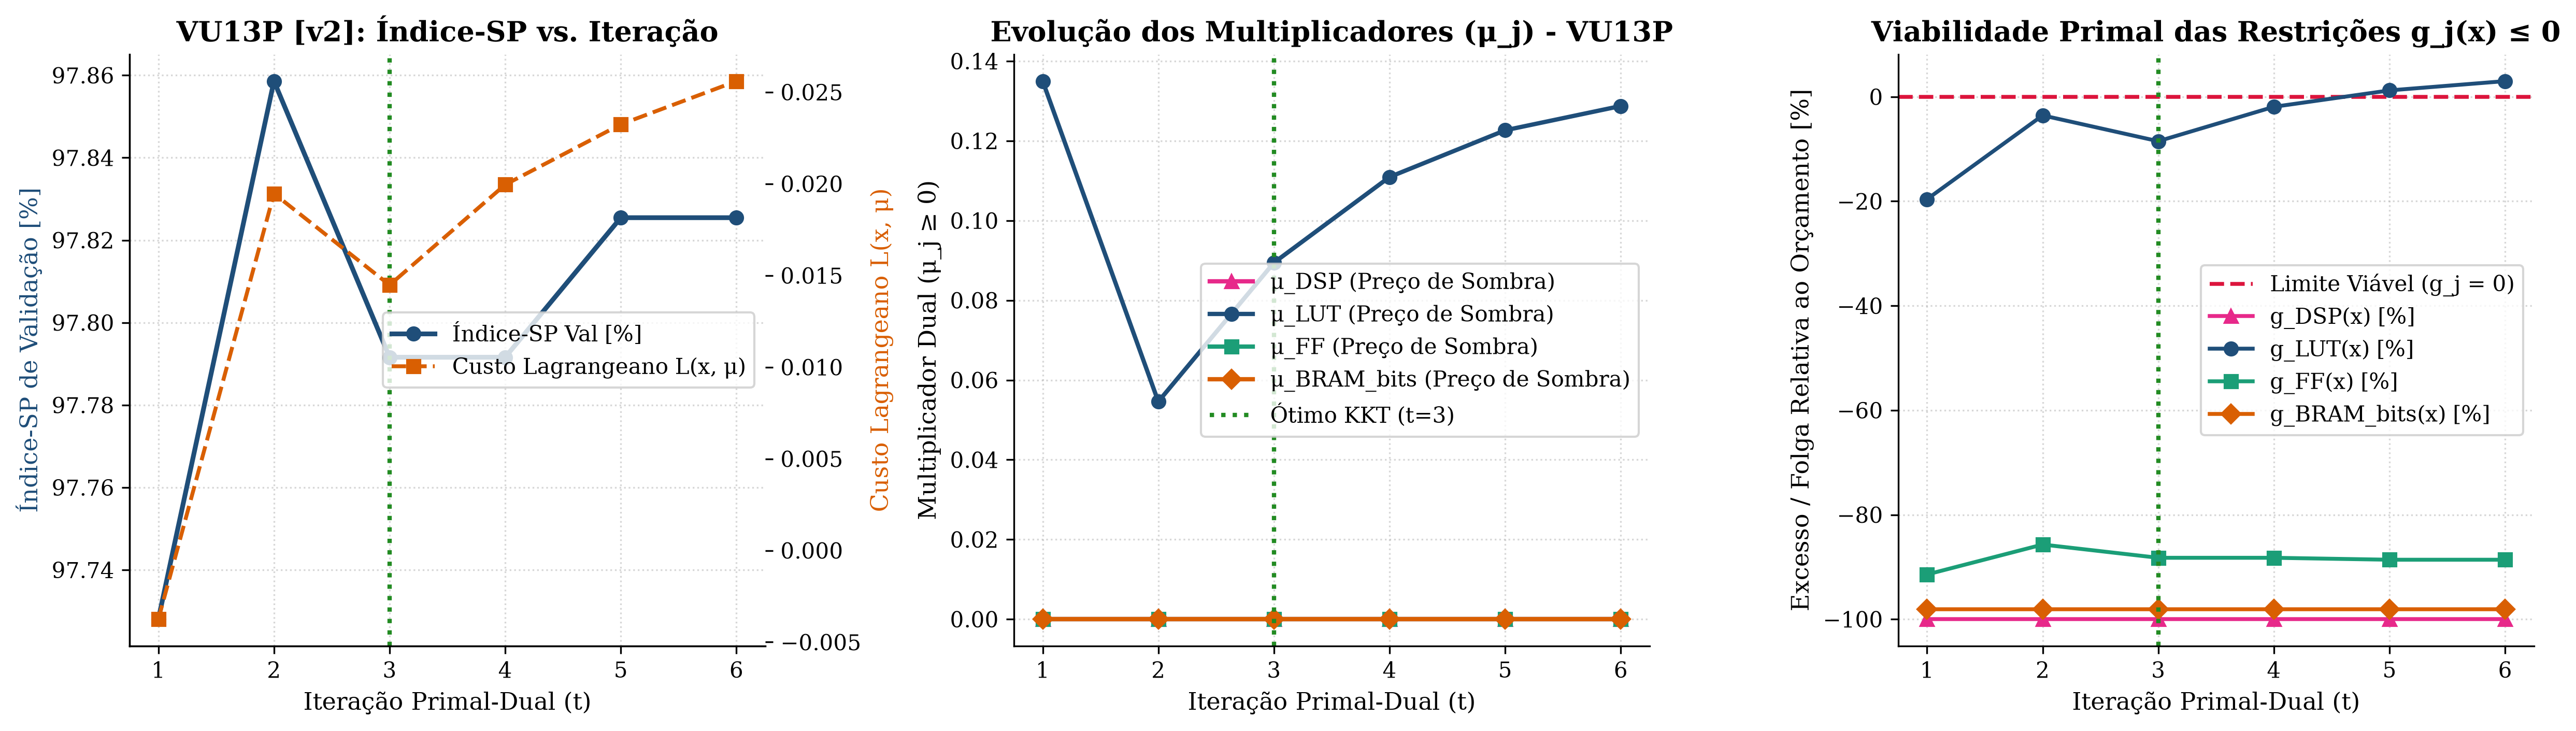 VU13P [v2]: Índice-SP vs. Iteração
Índice-SP de Validação [%]
97.86
97.84
97.82
97.80
97.78
97.76
97.74
0.025
0.020
0.015
0.010
0.005
0.000
−0.005
Custo Lagrangeano L(x, μ)
Índice-SP Val [%]
Custo Lagrangeano L(x, μ)
1 2 3 4 5 6
Iteração Primal-Dual (t)
Evolução dos Multiplicadores (μ_j) - VU13P
Multiplicador Dual (μ_j ≥ 0)
0.14
0.12
0.10
0.08
0.06
0.04
0.02
0.00
μ_DSP (Preço de Sombra)
μ_LUT (Preço de Sombra)
μ_FF (Preço de Sombra)
μ_BRAM_bits (Preço de Sombra)
Ótimo KKT (t=3)
1 2 3 4 5 6
Iteração Primal-Dual (t)
Viabilidade Primal das Restrições g_j(x) ≤ 0
Excesso / Folga Relativa ao Orçamento [%]
0
−20
−40
−60
−80
−100
Limite Viável (g_j = 0)
g_DSP(x) [%]
g_LUT(x) [%]
g_FF(x) [%]
g_BRAM_bits(x) [%]
1 2 3 4 5 6
Iteração Primal-Dual (t)